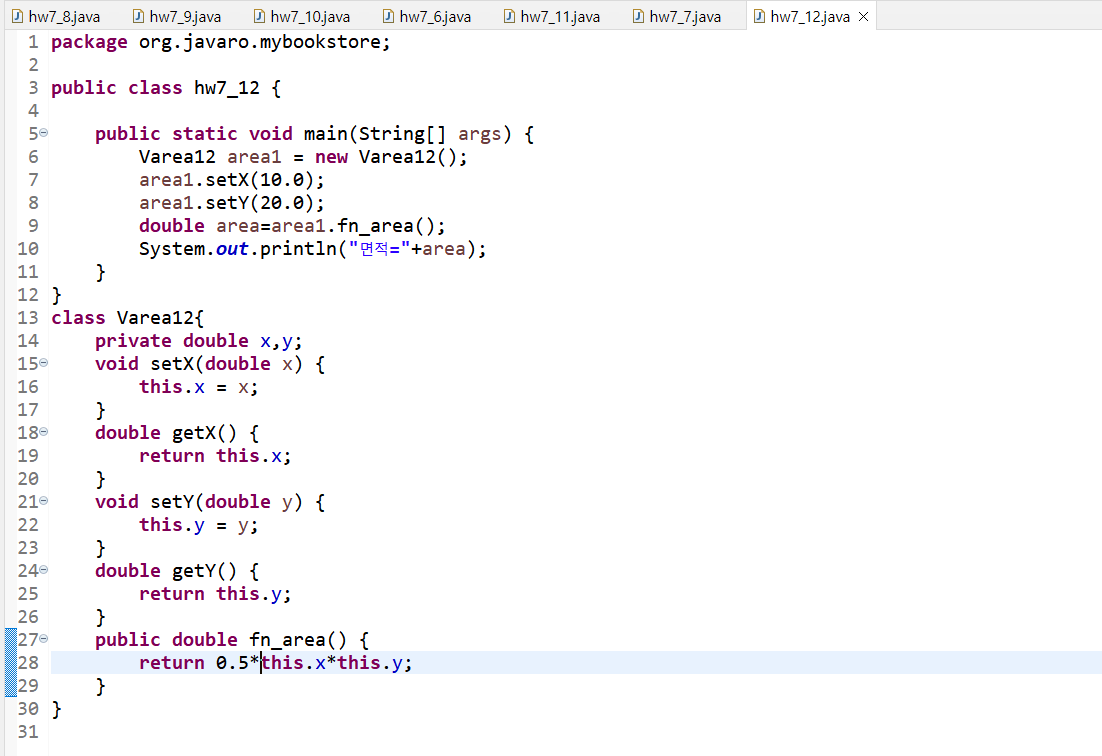 hw7_8.java hw7_9.java hw7_10.java hw7_6.java hw7_11.java hw7_7.java hw7_12.java
1 package org.javaro.mybookstore;
2
3 public class hw7_12 {
4
5 public static void main(String[] args) {
6 Varea12 area1 = new Varea12();
7 area1.setX(10.0);
8 area1.setY(20.0);
9 double area=area1.fn_area();
10 System.out.println("면적="+area);
11 }
12 }
13 class Varea12{
14 private double x,y;
15 void setX(double x) {
16 this.x = x;
17 }
18 double getX() {
19 return this.x;
20 }
21 void setY(double y) {
22 this.y = y;
23 }
24 double getY() {
25 return this.y;
26 }
27 public double fn_area() {
28 return 0.5*this.x*this.y;
29 }
30 }
31